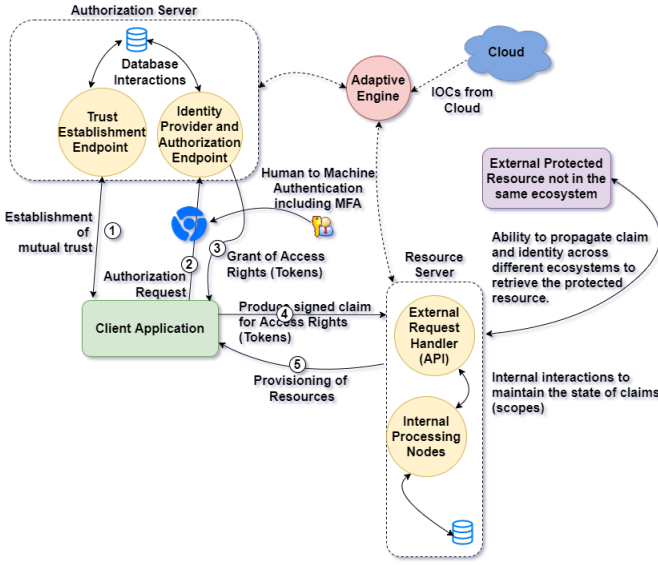 Authorization Server
Database
Interactions
Trust
Establishment
Endpoint
Identity
Provider and
Authorization
Endpoint
Adaptive
Engine
Cloud
IOCs from
Cloud
Human to Machine
Authentication
including MFA
External Protected
Resource not in the
same ecosystem
Establishment
of
mutual trust
1
2
3
Authorization
Request
Grant of Access
Rights (Tokens)
Resource
Server
Ability to propagate claim
and identity across
different ecosystems to
retrieve the protected
resource.
Client Application
Produce signed claim
for Access Rights
(Tokens)
4
5
Provisioning of
Resources
External
Request
Handler
(API)
Internal interactions to
maintain the state of claims
(scopes)
Internal
Processing
Nodes